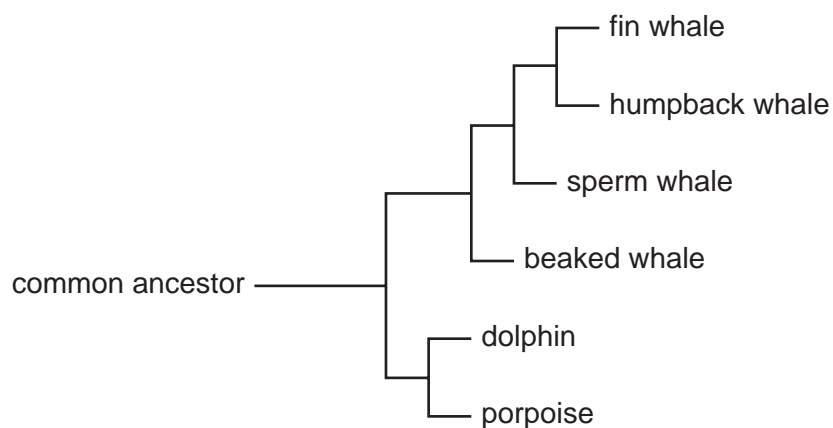 fin whale
humpback whale
sperm whale
beaked whale
common ancestor
dolphin
porpoise